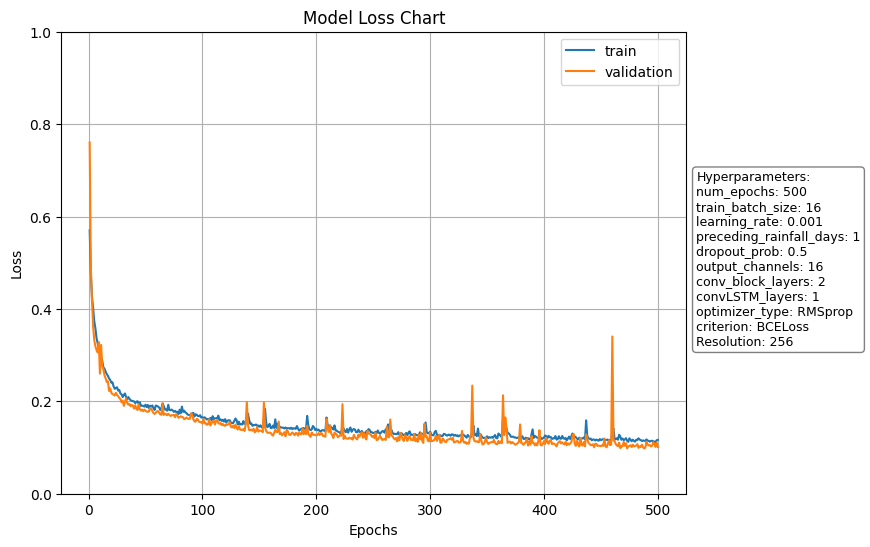 Model Loss Chart
1.0
0.8
0.6
0.4
0.2
0.0
Loss
0 100 200 300 400 500
Epochs
train
validation
Hyperparameters:
num_epochs: 500
train_batch_size: 16
learning_rate: 0.001
preceding_rainfall_days: 1
dropout_prob: 0.5
output_channels: 16
conv_block_layers: 2
convLSTM_layers: 1
optimizer_type: RMSprop
criterion: BCELoss
Resolution: 256